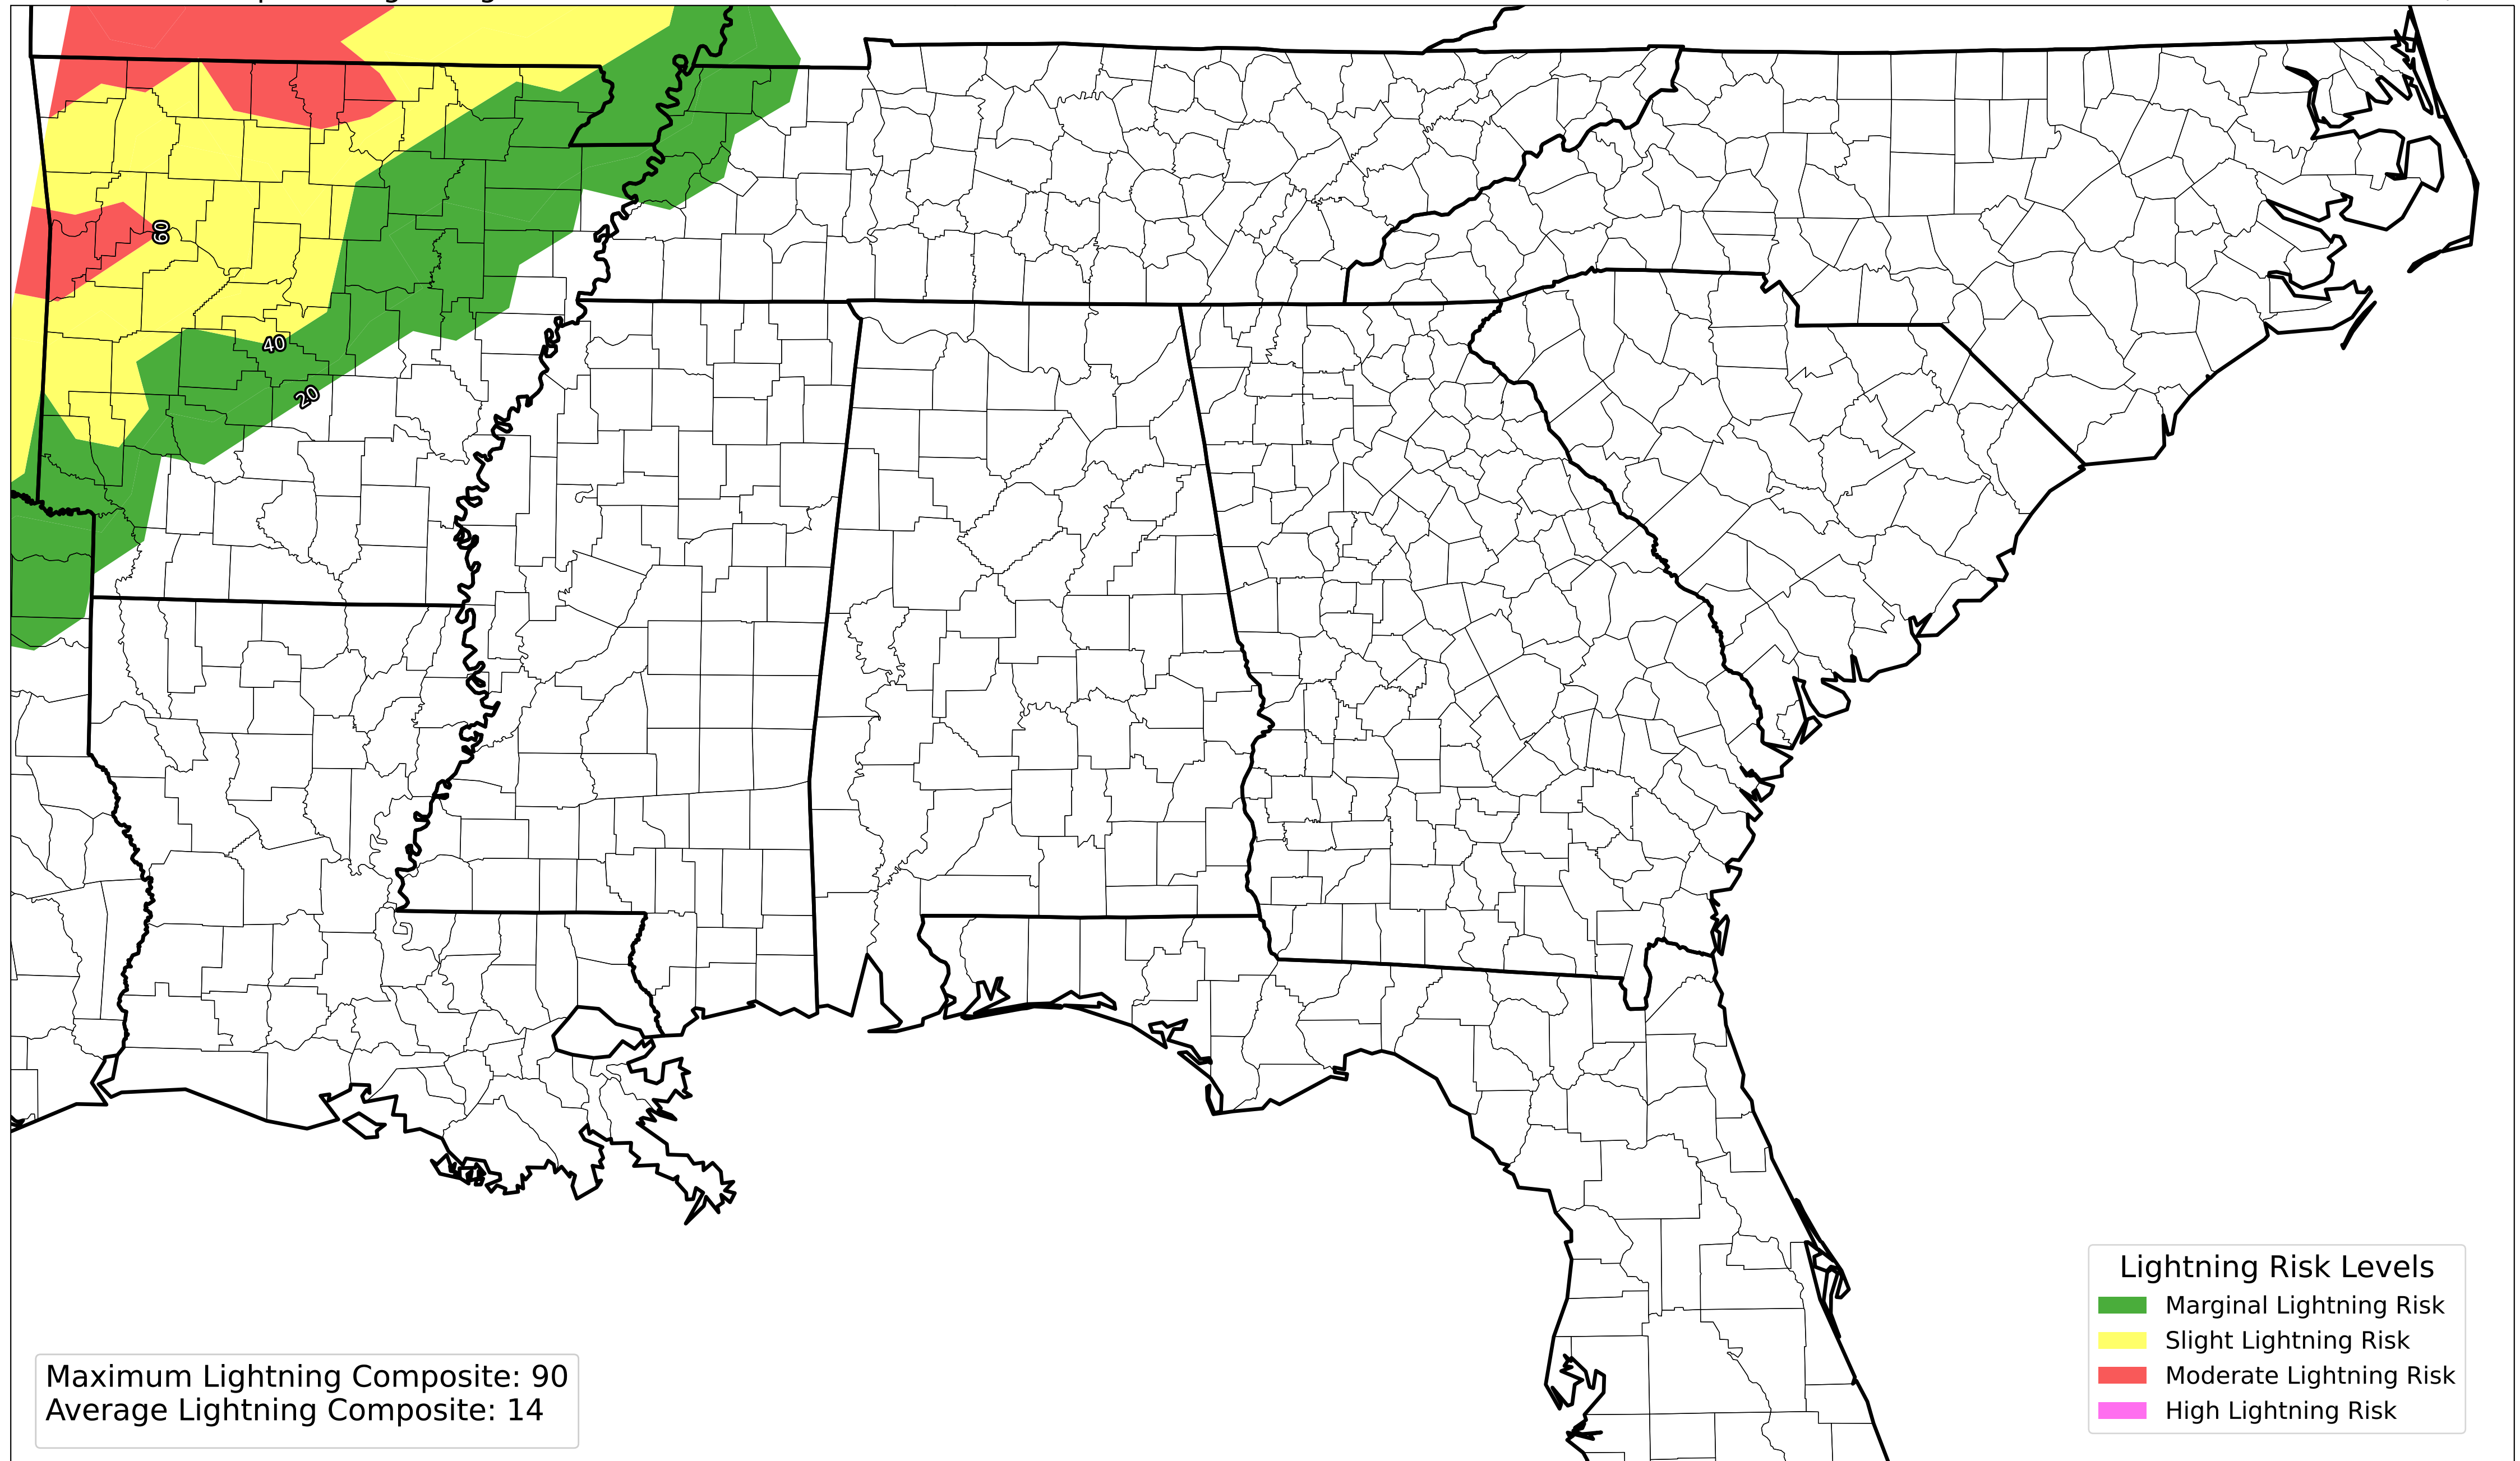 60
40
20
Lightning Risk Levels
Marginal Lightning Risk
Slight Lightning Risk
Moderate Lightning Risk
High Lightning Risk
Maximum Lightning Composite: 90
Average Lightning Composite: 14